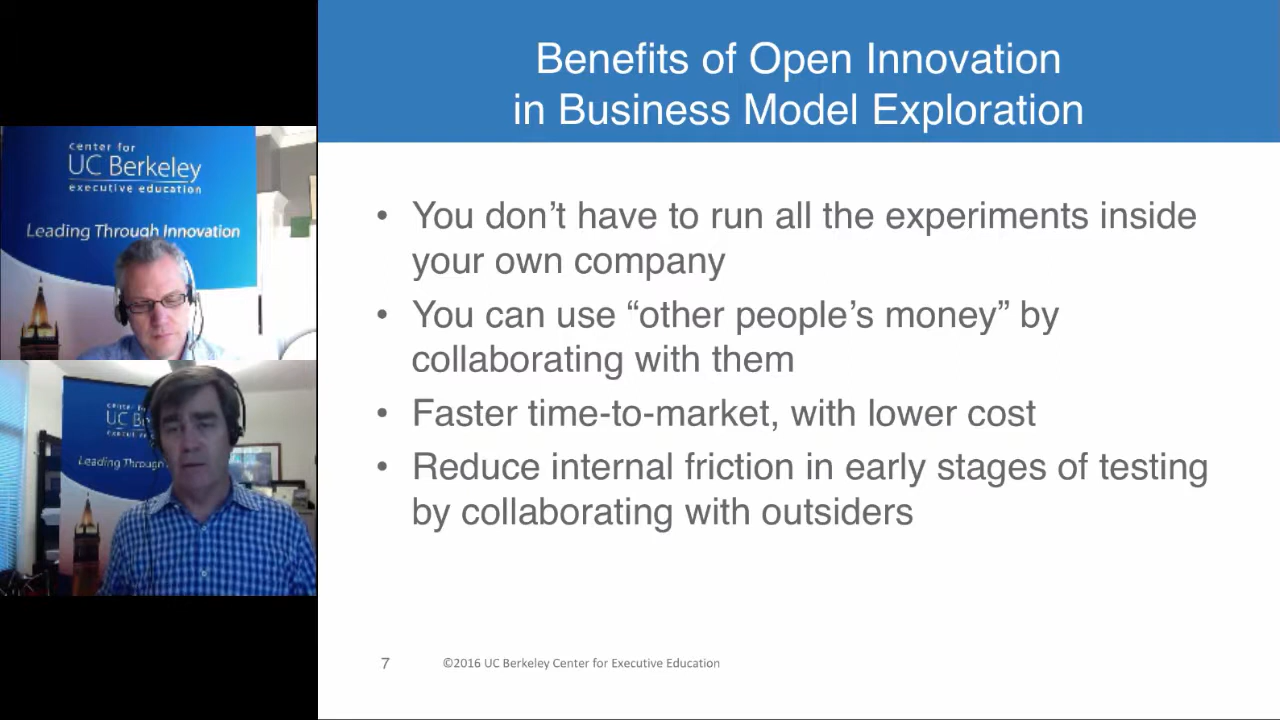 Benefits of Open Innovation
in Business Model Exploration
center for
UC Berkeley
executive education
Leading Through Innovation
• You don’t have to run all the experiments inside
your own company
• You can use “other people’s money” by
collaborating with them
• Faster time-to-market, with lower cost
• Reduce internal friction in early stages of testing
by collaborating with outsiders
center
UC Be
execut
Leading Through
7
©2016 UC Berkeley Center for Executive Education